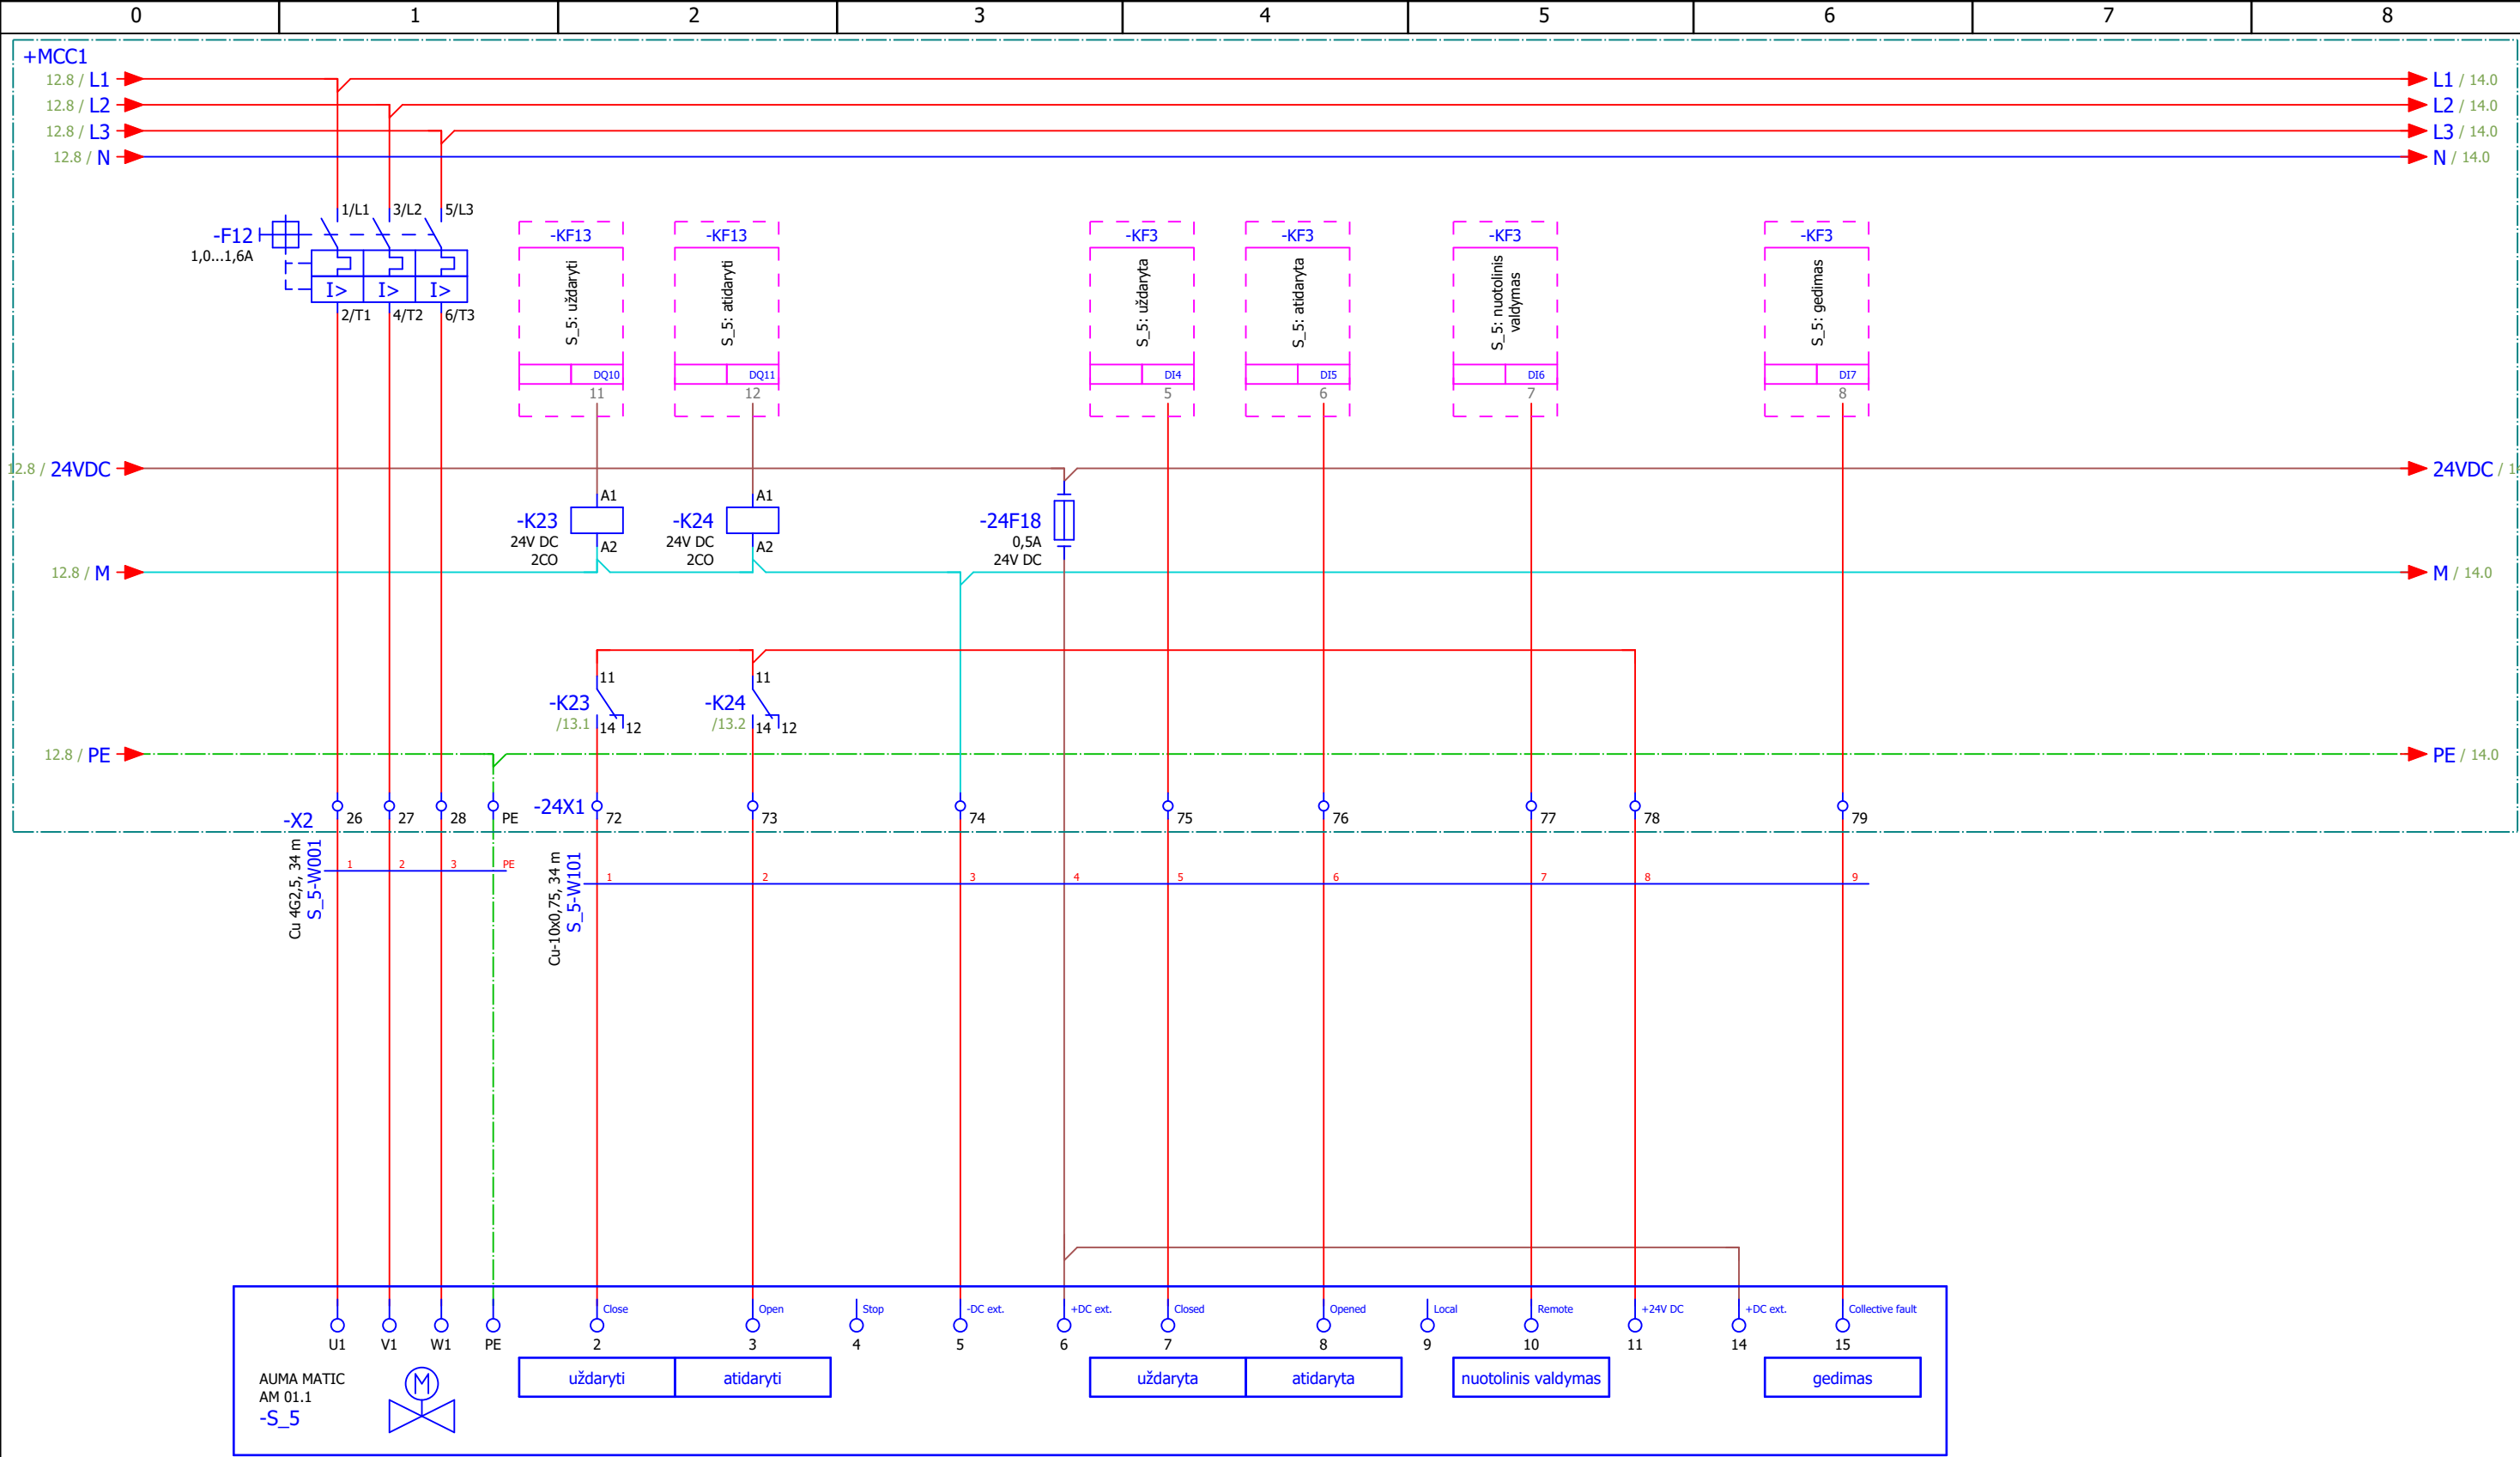 0 1 2 3 4 5 6 7 8
+MCC1
12.8 / L1 L1 / 14.0
12.8 / L2 L2 / 14.0
12.8 / L3 L3 / 14.0
12.8 / N N / 14.0
1/L1 3/L2 5/L3
-F12
1,0...1,6A
I> I> I>
2/T1 4/T2 6/T3
-KF13 -KF13 -KF3 -KF3 -KF3 -KF3
S_5: uždaryti
S_5: atidaryti
S_5: uždaryta
S_5: atidaryta
S_5: nuotolinis
valdymas
S_5: gedimas
DQ10 DQ11 DI4 DI5 DI6 DI7
11 12 5 6 7 8
12.8 / 24VDC 24VDC / 1
A1 A1
-K23 -K24 -24F18
24V DC 24V DC 0,5A
A2 A2
2CO 2CO 24V DC
12.8 / M M / 14.0
11 11
-K23 -K24
/13.1 14 12 /13.2 14 12
12.8 / PE PE / 14.0
-X2 26 27 28 PE -24X1 72 73 74 75 76 77 78 79
Cu 4G2,5, 34 m
S_5-W001
1 2 3 PE
Cu-10x0,75, 34 m
S_5-W101
1 2 3 4 5 6 7 8 9
Close Open Stop -DC ext. +DC ext. Closed Opened Local Remote +24V DC +DC ext. Collective fault
U1 V1 W1 PE 2 3 4 5 6 7 8 9 10 11 14 15
AUMA MATIC
AM 01.1
-S_5
M
uždaryti atidaryti uždaryta atidaryta nuotolinis valdymas gedimas